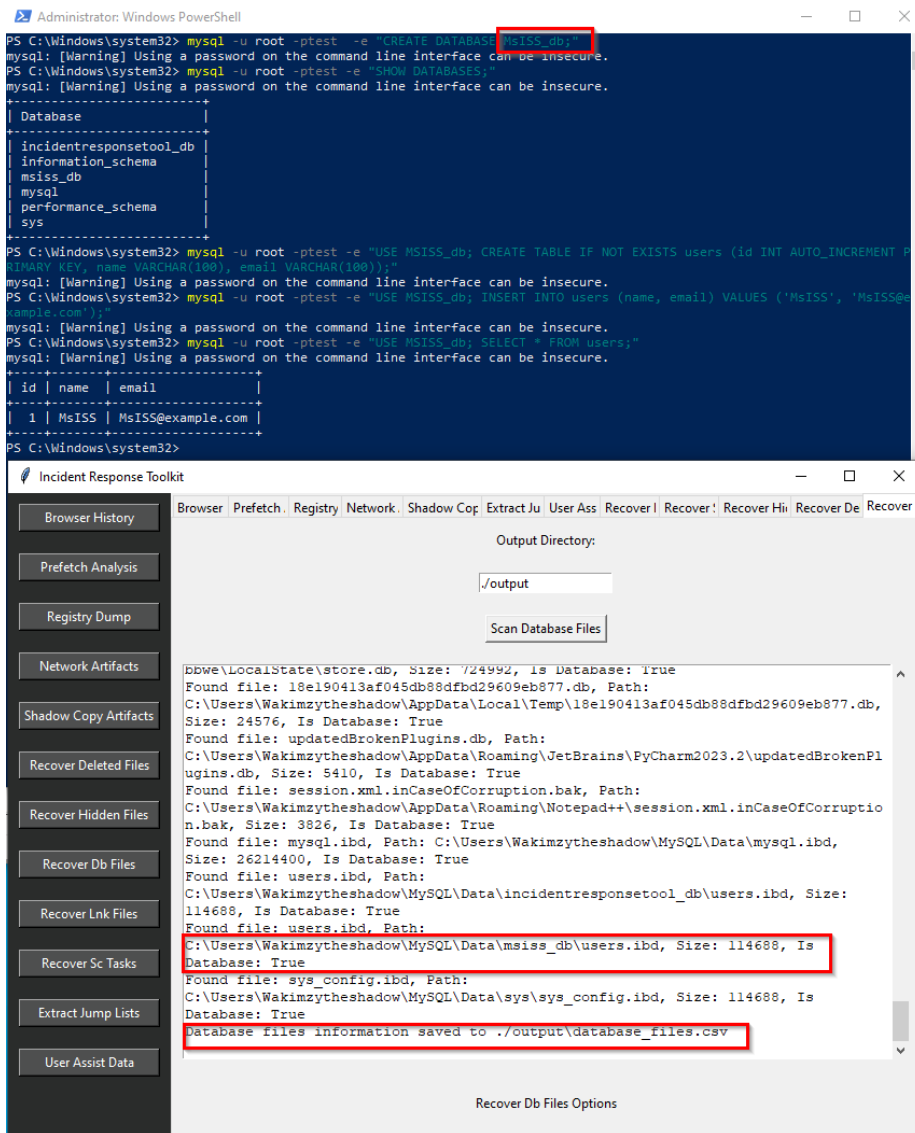 Administrator: Windows PowerShell
PS C:\Windows\system32> mysql -u root -ptest -e "CREATE DATABASE MsISS_db;"
mysql: [Warning] Using a password on the command line interface can be insecure.
PS C:\Windows\system32> mysql -u root -ptest -e "SHOW DATABASES;"
mysql: [Warning] Using a password on the command line interface can be insecure.
+-------------------------+
| Database |
+-------------------------+
| incidentresponsetool_db |
| information_schema |
| msiss_db |
| mysql |
| performance_schema |
| sys |
+-------------------------+
PS C:\Windows\system32> mysql -u root -ptest -e "USE MSISS_db; CREATE TABLE IF NOT EXISTS users (id INT AUTO_INCREMENT P
RIMARY KEY, name VARCHAR(100), email VARCHAR(100));"
mysql: [Warning] Using a password on the command line interface can be insecure.
PS C:\Windows\system32> mysql -u root -ptest -e "USE MSISS_db; INSERT INTO users (name, email) VALUES ('MsISS', 'MsISS@e
xample.com');"
mysql: [Warning] Using a password on the command line interface can be insecure.
PS C:\Windows\system32> mysql -u root -ptest -e "USE MSISS_db; SELECT * FROM users;"
mysql: [Warning] Using a password on the command line interface can be insecure.
+----+-------+-------------------+
| id | name | email |
+----+-------+-------------------+
| 1 | MsISS | MsISS@example.com |
+----+-------+-------------------+
PS C:\Windows\system32>
Incident Response Toolkit
Browser History
Prefetch Analysis
Registry Dump
Network Artifacts
Shadow Copy Artifacts
Recover Deleted Files
Recover Hidden Files
Recover Db Files
Recover Lnk Files
Recover Sc Tasks
Extract Jump Lists
User Assist Data
Browser Prefetch Registry Network Shadow Cop Extract Ju User Ass Recover Recover Recover Hi Recover De Recover
Output Directory:
./output
Scan Database Files
bbwe\LocalState\store.db, Size: 724992, Is Database: True
Found file: 18e190413af045db88dfbd29609eb877.db, Path:
C:\Users\Wakimzytheshadow\AppData\Local\Temp\18e190413af045db88dfbd29609eb877.db,
Size: 24576, Is Database: True
Found file: updatedBrokenPlugins.db, Path:
C:\Users\Wakimzytheshadow\AppData\Roaming\JetBrains\PyCharm2023.2\updatedBrokenPl
ugins.db, Size: 5410, Is Database: True
Found file: session.xml.inCaseOfCorruption.bak, Path:
C:\Users\Wakimzytheshadow\AppData\Roaming\Notepad++\session.xml.inCaseOfCorruptio
n.bak, Size: 3826, Is Database: True
Found file: mysql.ibd, Path: C:\Users\Wakimzytheshadow\MySQL\Data\mysql.ibd,
Size: 26214400, Is Database: True
Found file: users.ibd, Path:
C:\Users\Wakimzytheshadow\MySQL\Data\incidentresponsetool_db\users.ibd, Size:
114688, Is Database: True
Found file: users.ibd, Path:
C:\Users\Wakimzytheshadow\MySQL\Data\msiss_db\users.ibd, Size: 114688, Is
Database: True
Found file: sys_config.ibd, Path:
C:\Users\Wakimzytheshadow\MySQL\Data\sys\sys_config.ibd, Size: 114688, Is
Database: True
Database files information saved to ./output\database_files.csv
Recover Db Files Options